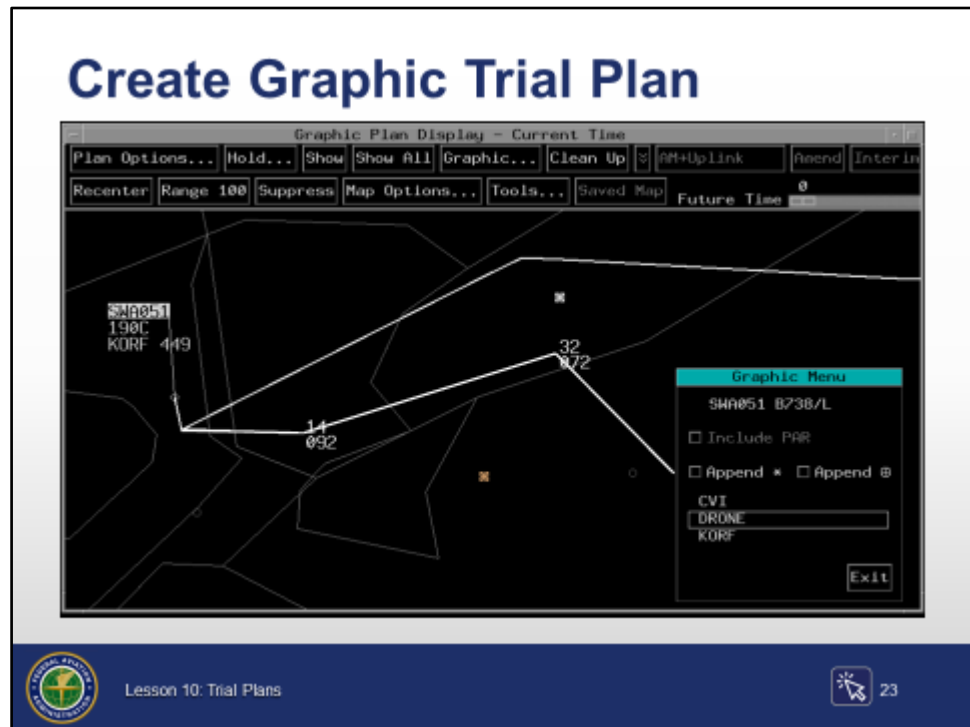 Create Graphic Trial Plan
Graphic Plan Display - Current Time
Plan Options... Hold... Show Show All Graphic... Clean Up AM+Uplink Amend Interim
Recenter Range 100 Suppress Map Options... Tools... Saved Map Future Time 0
SWA051
190C
KORF 449
32
072
14
092
Graphic Menu
SWA051 B738/L
Include PAR
Append * Append ⊞
CVI
DRONE
KORF
Exit
FEDERAL AVIATION
ADMINISTRATION
Lesson 10: Trial Plans
23